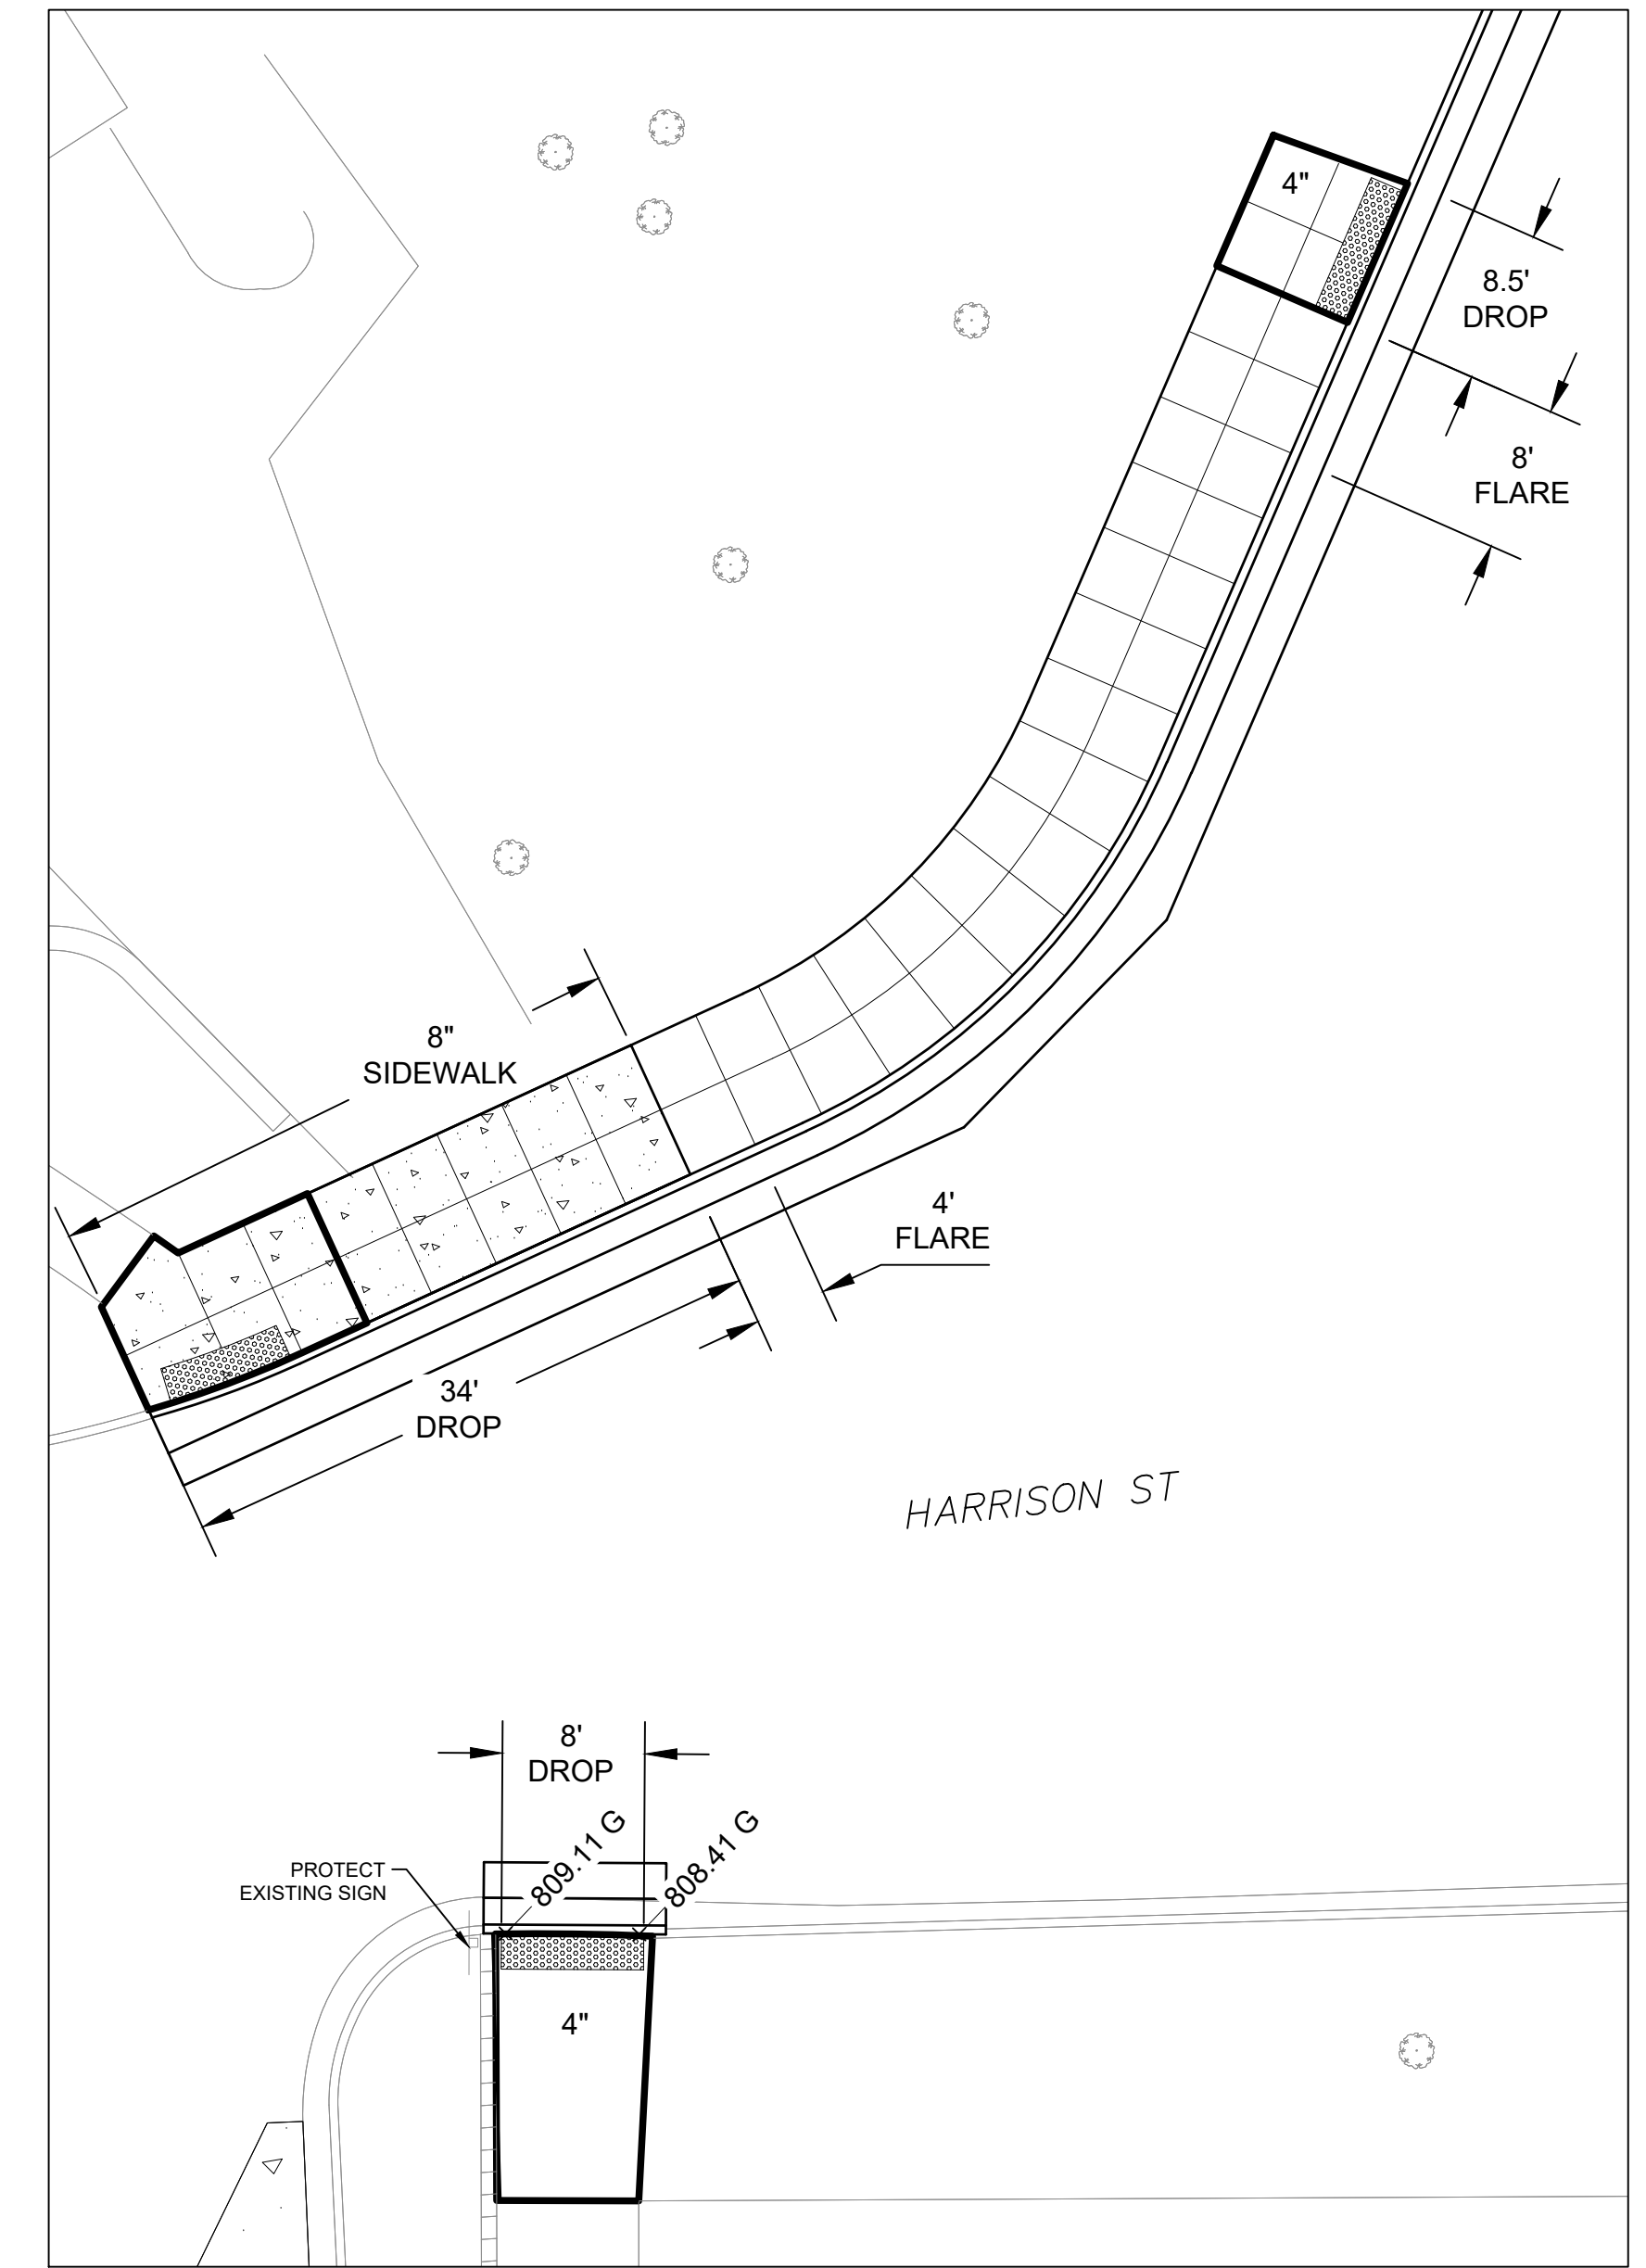 4"
8.5'
DROP
8'
FLARE
8"
SIDEWALK
4'
FLARE
34'
DROP
HARRISON ST
8'
DROP
809.11 G
808.41 G
PROTECT
EXISTING SIGN
4"